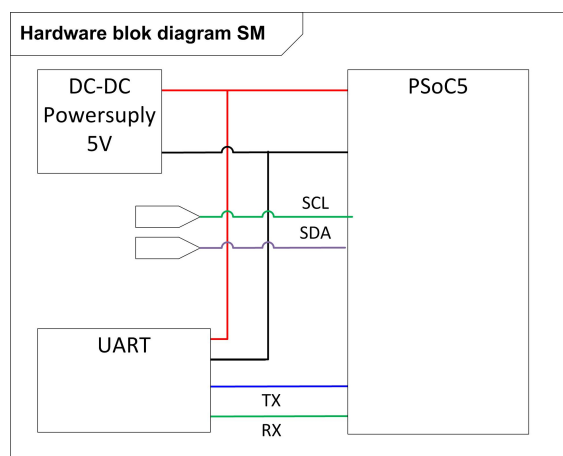 Hardware blok diagram SM
DC-DC
Powersuply
5V
PSoC5
SCL
SDA
UART
TX
RX